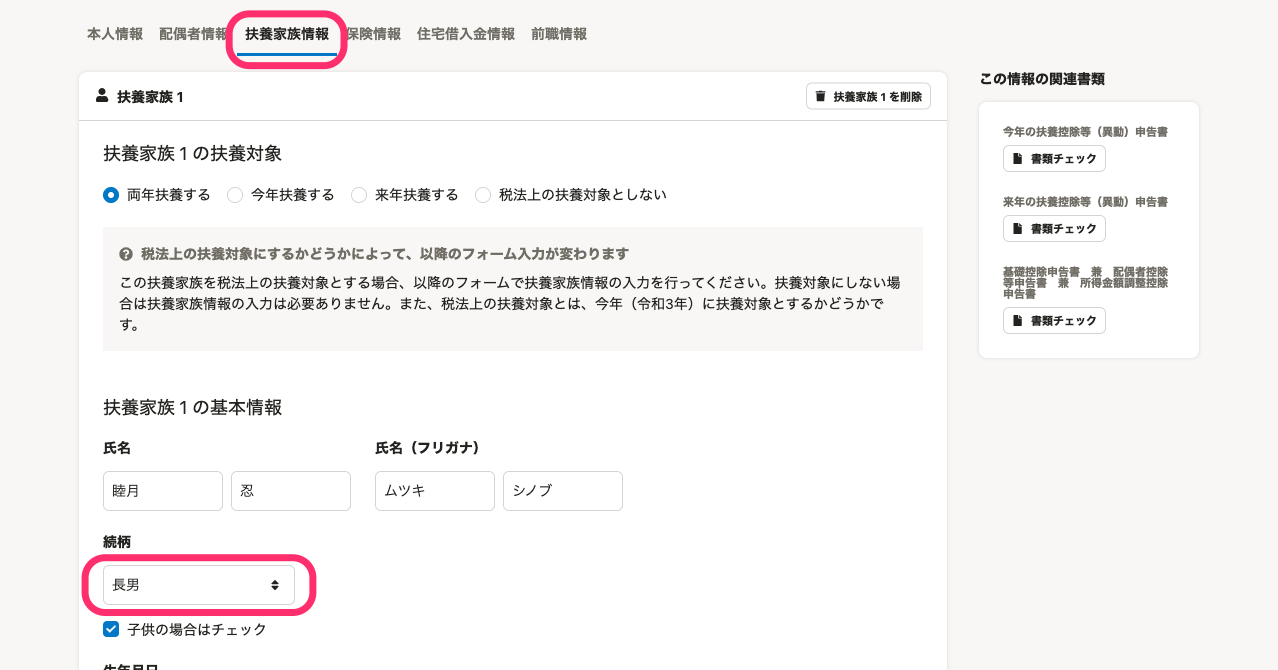 本人情報 配偶者情報 扶養家族情報 保険情報 住宅借入金情報 前職情報
扶養家族 1
扶養家族 1 を削除
扶養家族 1 の扶養対象
両年扶養する 今年扶養する 来年扶養する 税法上の扶養対象としない
税法上の扶養対象にするかどうかによって、以降のフォーム入力が変わります
この扶養家族を税法上の扶養対象とする場合、以降のフォームで扶養家族情報の入力を行ってください。扶養対象にしない場
合は扶養家族情報の入力は必要ありません。また、税法上の扶養対象とは、今年（令和3年）に扶養対象とするかどうかで
す。
扶養家族 1 の基本情報
氏名 氏名（フリガナ）
睦月 忍 ムツキ シノブ
続柄
長男
子供の場合はチェック
生年月日
この情報の関連書類
今年の扶養控除等（異動）申告書
書類チェック
来年の扶養控除等（異動）申告書
書類チェック
基礎控除申告書　兼　配偶者控除
等申告書　兼　所得金額調整控除
申告書
書類チェック